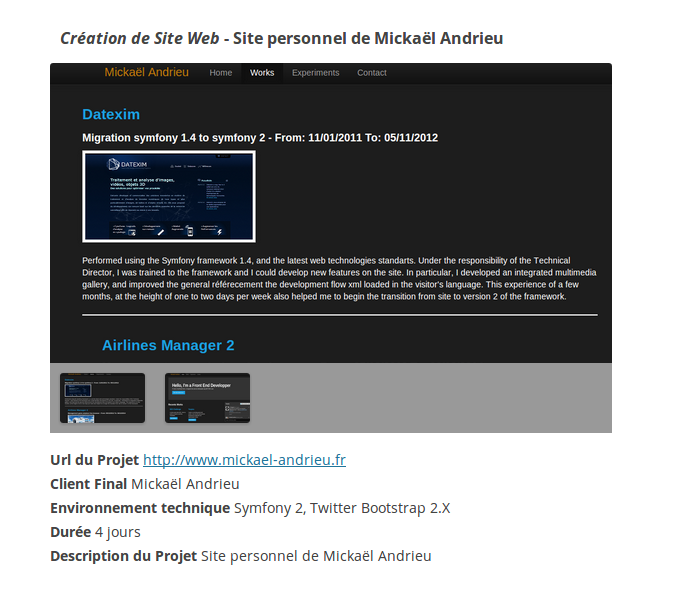 Création de Site Web - Site personnel de Mickaël Andrieu
Mickaël Andrieu Home Works Experiments Contact
Datexim
Migration symfony 1.4 to symfony 2 - From: 11/01/2011 To: 05/11/2012
DATEXIM
Traitement et analyse d'images,
vidéos, objets 3D
Performed using the Symfony framework 1.4, and the latest web technologies standarts. Under the responsibility of the Technical
Director, I was trained to the framework and I could develop new features on the site. In particular, I developed an integrated multimedia
gallery, and improved the general référecement the development flow xml loaded in the visitor's language. This experience of a few
months, at the height of one to two days per week also helped me to begin the transition from site to version 2 of the framework.
Airlines Manager 2
Hello, I'm a Front End Developper
Url du Projet http://www.mickael-andrieu.fr
Client Final Mickaël Andrieu
Environnement technique Symfony 2, Twitter Bootstrap 2.X
Durée 4 jours
Description du Projet Site personnel de Mickaël Andrieu